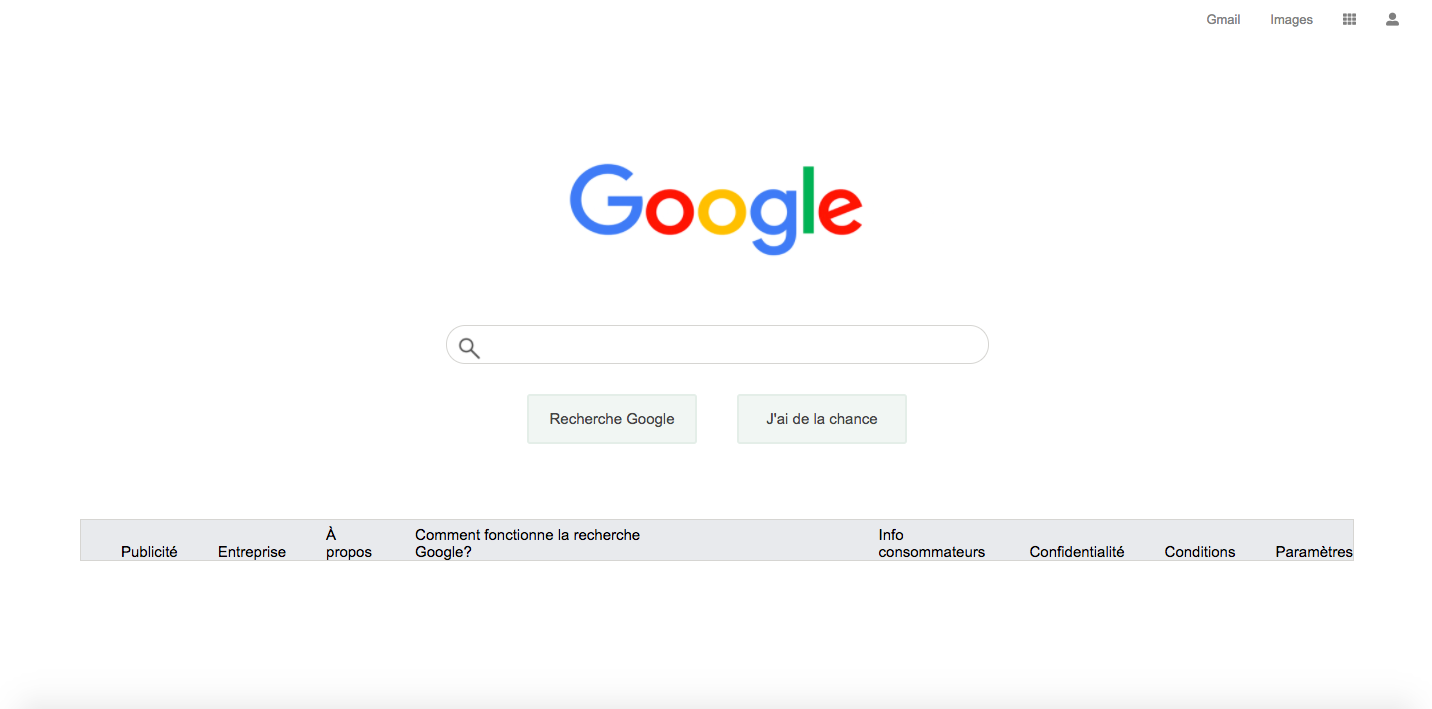 Gmail Images
Google
Recherche Google J'ai de la chance
Publicité Entreprise À propos Comment fonctionne la recherche
Google? Info
consommateurs Confidentialité Conditions Paramètres